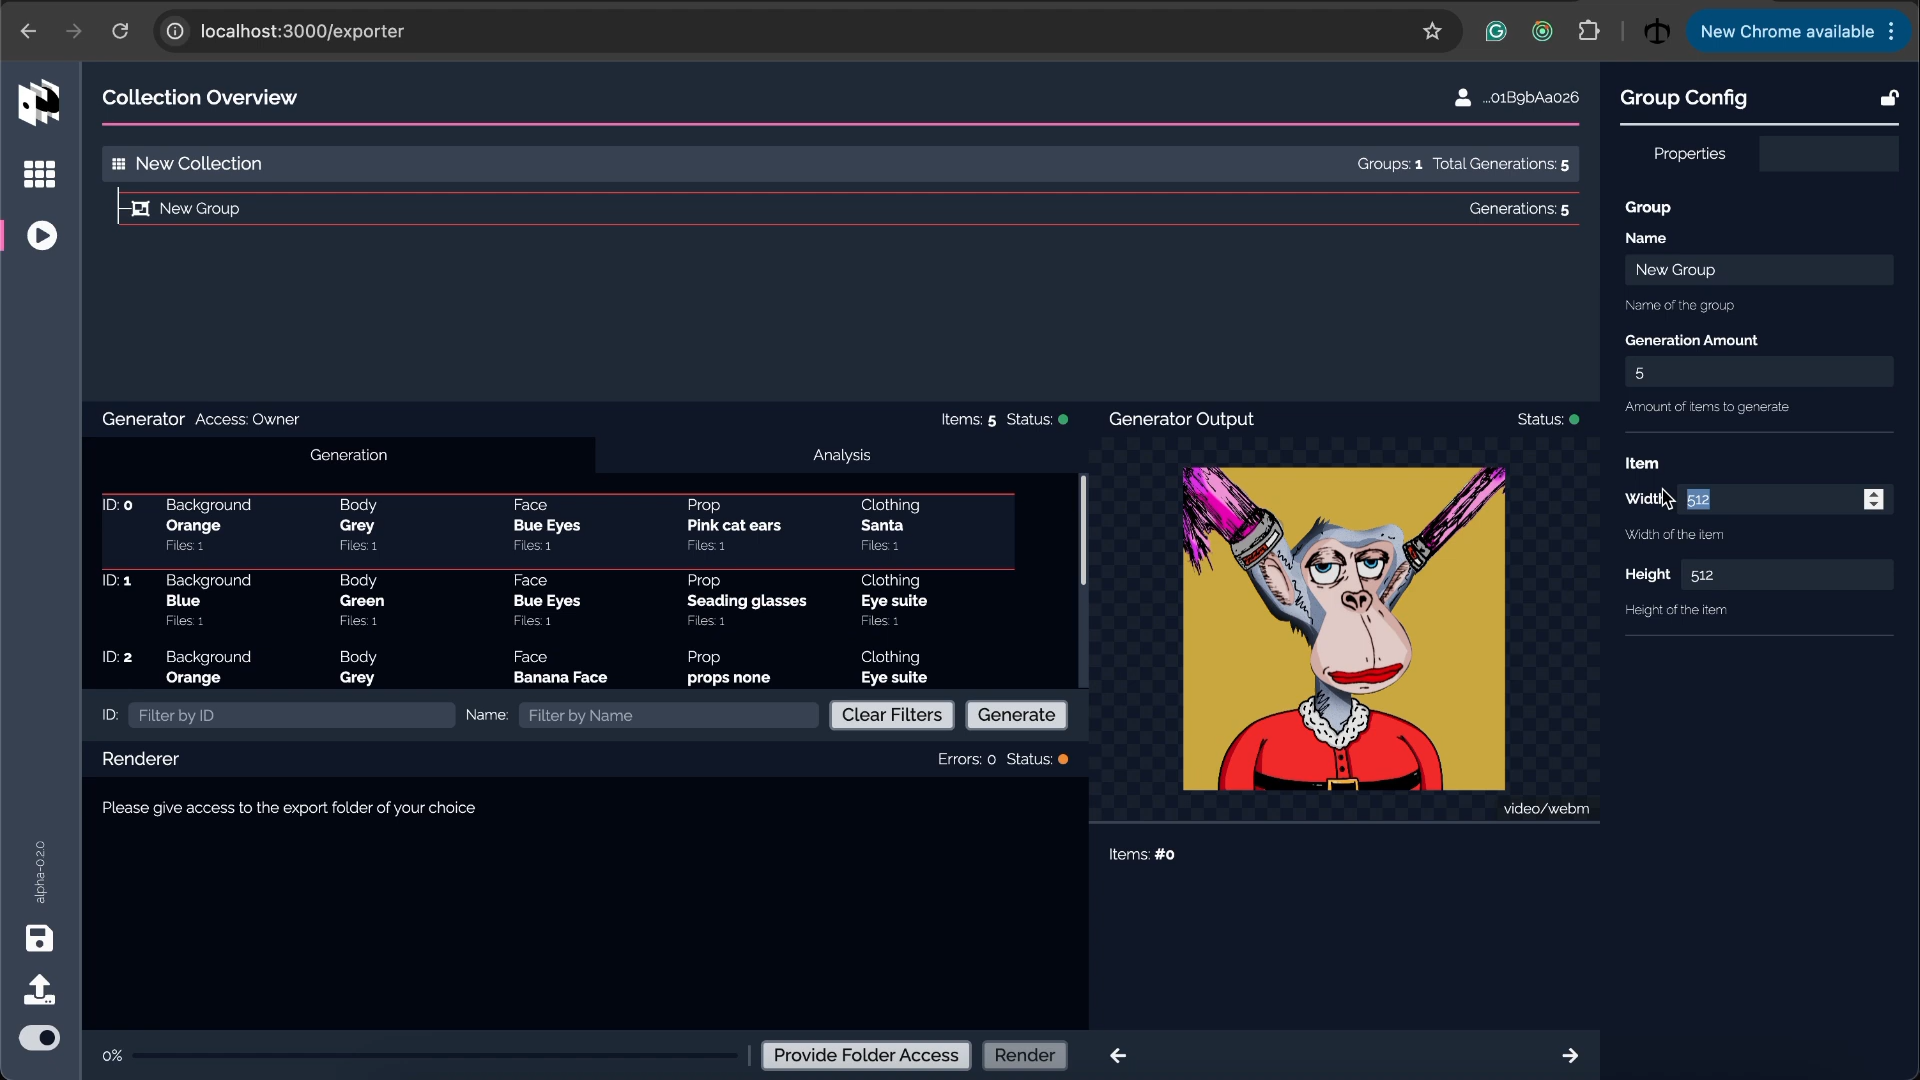 localhost:3000/exporter
New Chrome available
Collection Overview
...01B9bAa026
New Collection
Groups: 1 Total Generations: 5
New Group
Generations: 5
Generator Access: Owner
Items: 5 Status:
Generation
Analysis
ID: 0 Background Body Face Prop Clothing
Orange Grey Bue Eyes Pink cat ears Santa
Files: 1 Files: 1 Files: 1 Files: 1 Files: 1
ID: 1 Background Body Face Prop Clothing
Blue Green Bue Eyes Seading glasses Eye suite
Files: 1 Files: 1 Files: 1 Files: 1 Files: 1
ID: 2 Background Body Face Prop Clothing
Orange Grey Banana Face props none Eye suite
ID: Filter by ID Name: Filter by Name Clear Filters Generate
Renderer
Errors: 0 Status:
Please give access to the export folder of your choice
0%
Provide Folder Access
Render
Generator Output
Status:
video/webm
Items: #0
Group Config
Properties
Group
Name
New Group
Name of the group
Generation Amount
5
Amount of items to generate
Item
Width 512
Width of the item
Height 512
Height of the item
alpha-0.2.0